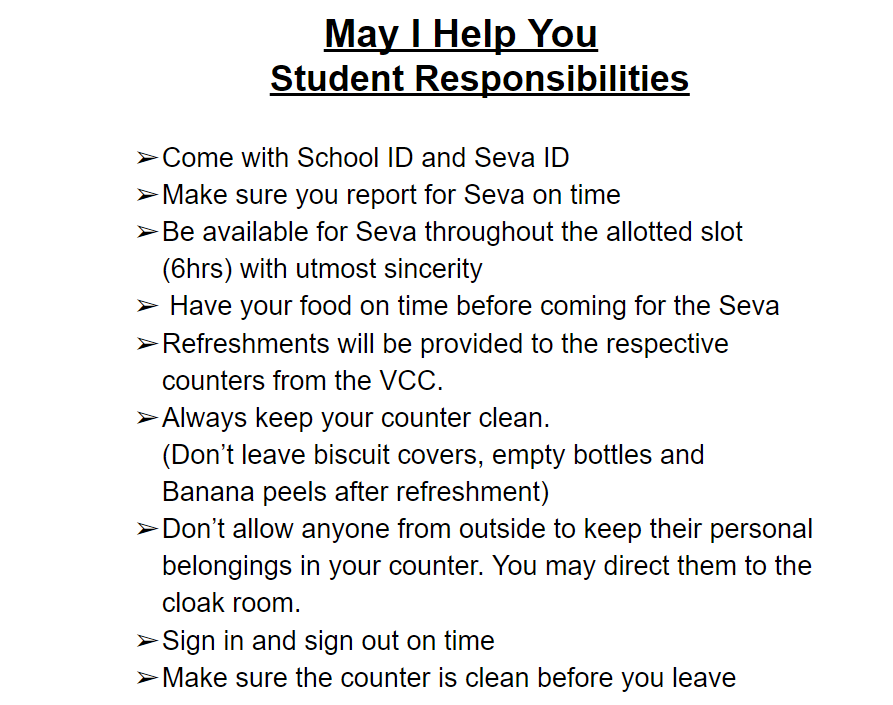 May I Help You
Student Responsibilities
➢Come with School ID and Seva ID
➢Make sure you report for Seva on time
➢Be available for Seva throughout the allotted slot
(6hrs) with utmost sincerity
➢ Have your food on time before coming for the Seva
➢Refreshments will be provided to the respective
counters from the VCC.
➢Always keep your counter clean.
(Don’t leave biscuit covers, empty bottles and
Banana peels after refreshment)
➢Don’t allow anyone from outside to keep their personal
belongings in your counter. You may direct them to the
cloak room.
➢Sign in and sign out on time
➢Make sure the counter is clean before you leave